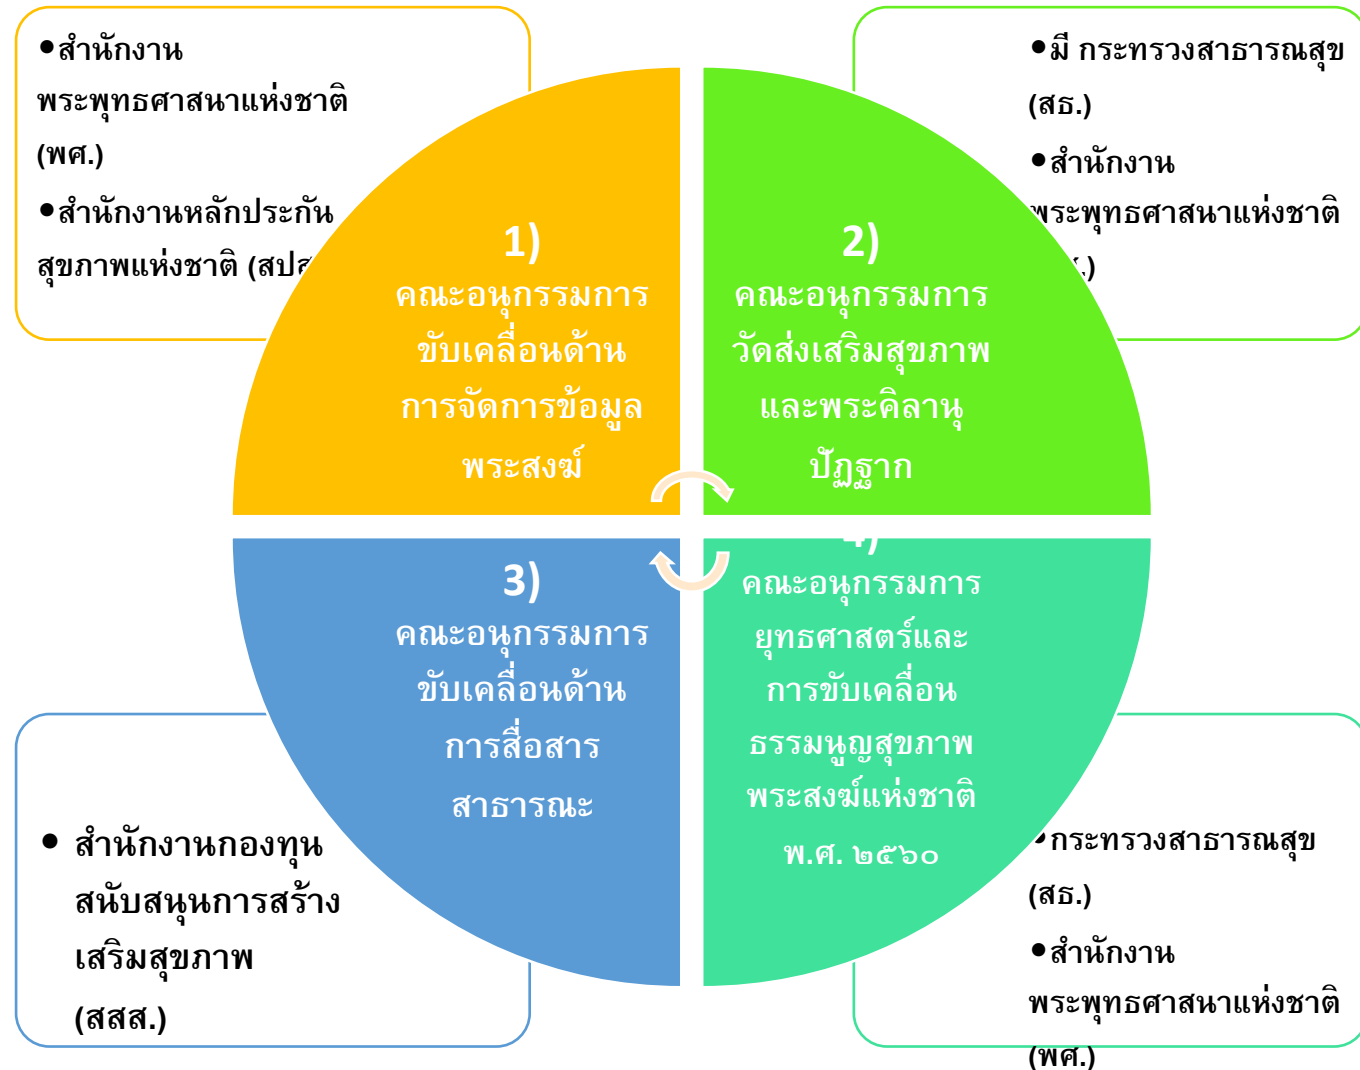 •สำนักงาน
พระพุทธศาสนาแห่งชาติ
(พศ.)
•สำนักงานหลักประกัน
สุขภาพแห่งชาติ
•มี กระทรวงสาธารณสุข
(สธ.)
•สำนักงาน
พระพุทธศาสนาแห่งชาติ
1)
คณะอนุกรรมการ
ขับเคลื่อนด้าน
การจัดการข้อมูล
พระสงฆ์
2)
คณะอนุกรรมการ
วัดส่งเสริมสุขภาพ
และพระคิลานุ
ปัฏฐาก
3)
คณะอนุกรรมการ
ขับเคลื่อนด้าน
การสื่อสาร
สาธารณะ
4)
คณะอนุกรรมการ
ยุทธศาสตร์และ
การขับเคลื่อน
ธรรมนูญสุขภาพ
พระสงฆ์แห่งชาติ
พ.ศ. ๒๕๖๐
• สำนักงานกองทุน
สนับสนุนการสร้าง
เสริมสุขภาพ
(สสส.)
•กระทรวงสาธารณสุข
(สธ.)
•สำนักงาน
พระพุทธศาสนาแห่งชาติ
(พศ.)